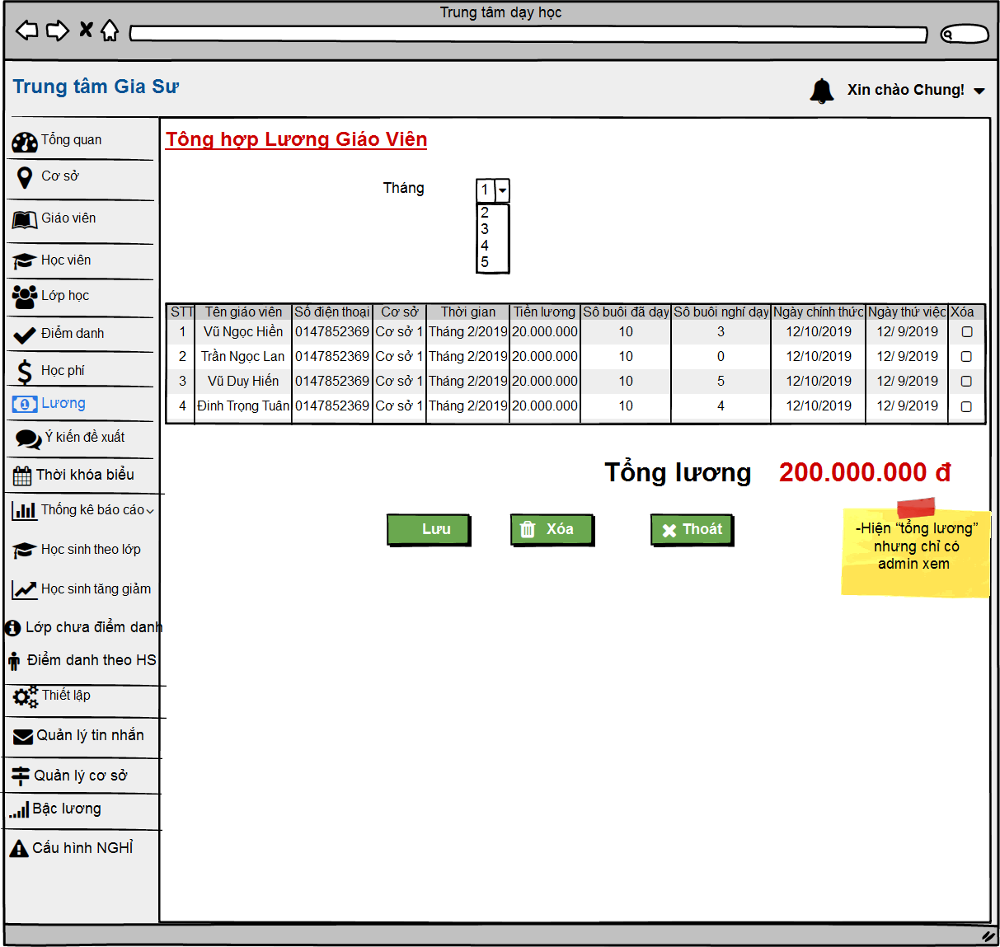 Trung tâm dạy học
Trung tâm Gia Sư
Xin chào Chung!
Tổng quan
Cơ sở
Giáo viên
Học viên
Lớp học
Điểm danh
Học phí
Lương
Ý kiến đề xuất
Thời khóa biểu
Thống kê báo cáo
Học sinh theo lớp
Học sinh tăng giảm
Lớp chưa điểm danh
Điểm danh theo HS
Thiết lập
Quản lý tin nhắn
Quản lý cơ sở
Bậc lương
Cấu hình NGHỈ
Tông hợp Lương Giáo Viên
Tháng 1
2
3
4
5
STT Tên giáo viên Số điện thoại Cơ sở Thời gian Tiền lương Sô buổi đã dạy Sô buổi nghỉ dạy Ngày chính thức Ngày thử việc Xóa
1 Vũ Ngọc Hiền 0147852369 Cơ sở 1 Tháng 2/2019 20.000.000 10 3 12/10/2019 12/ 9/2019
2 Trần Ngọc Lan 0147852369 Cơ sở 1 Tháng 2/2019 20.000.000 10 0 12/10/2019 12/ 9/2019
3 Vũ Duy Hiến 0147852369 Cơ sở 1 Tháng 2/2019 20.000.000 10 5 12/10/2019 12/ 9/2019
4 Đinh Trọng Tuân 0147852369 Cơ sở 1 Tháng 2/2019 20.000.000 10 4 12/10/2019 12/ 9/2019
Tổng lương 200.000.000 đ
Lưu Xóa Thoát
-Hiện “tổng lương”
nhưng chỉ có
admin xem